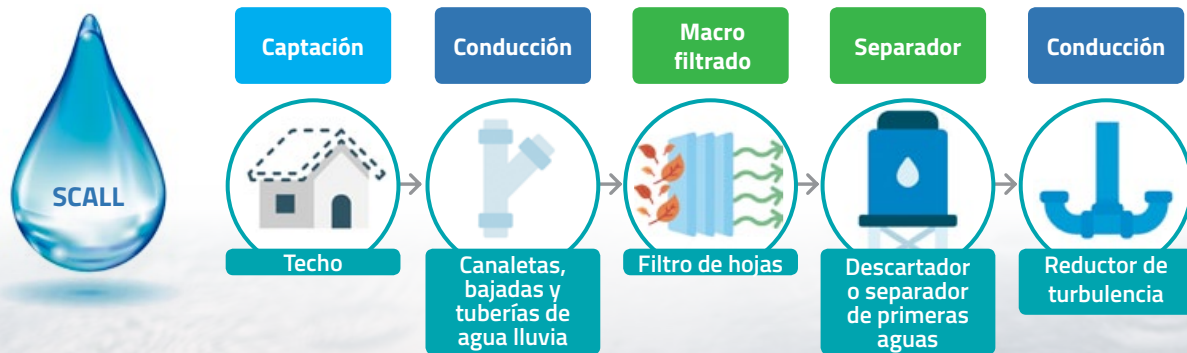 SCALL
Captación
Conducción
Macro
filtrado
Separador
Conducción
Techo
Canaletas,
bajadas y
tuberías de
agua lluvia
Filtro de hojas
Descartador
o separador
de primeras
aguas
Reductor de
turbulencia